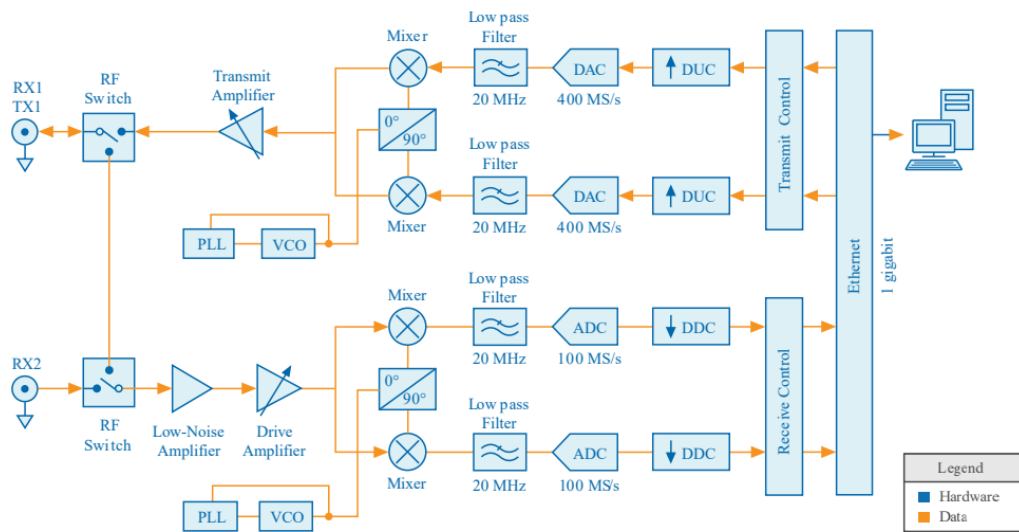 Low pass
Filter
Mixer
DAC
DUC
20 MHz
400 MS/s
RX1
TX1
RF
Switch
Transmit
Amplifier
0°
90°
Low pass
Filter
DAC
DUC
20 MHz
400 MS/s
Mixer
PLL
VCO
Transmit Control
Ethernet
1 gigabit
Low pass
Filter
Mixer
ADC
DDC
20 MHz
100 MS/s
RX2
RF
Switch
Low-Noise
Amplifier
Drive
Amplifier
0°
90°
Low pass
Filter
ADC
DDC
20 MHz
100 MS/s
Mixer
PLL
VCO
Receive Control
Legend
Hardware
Data